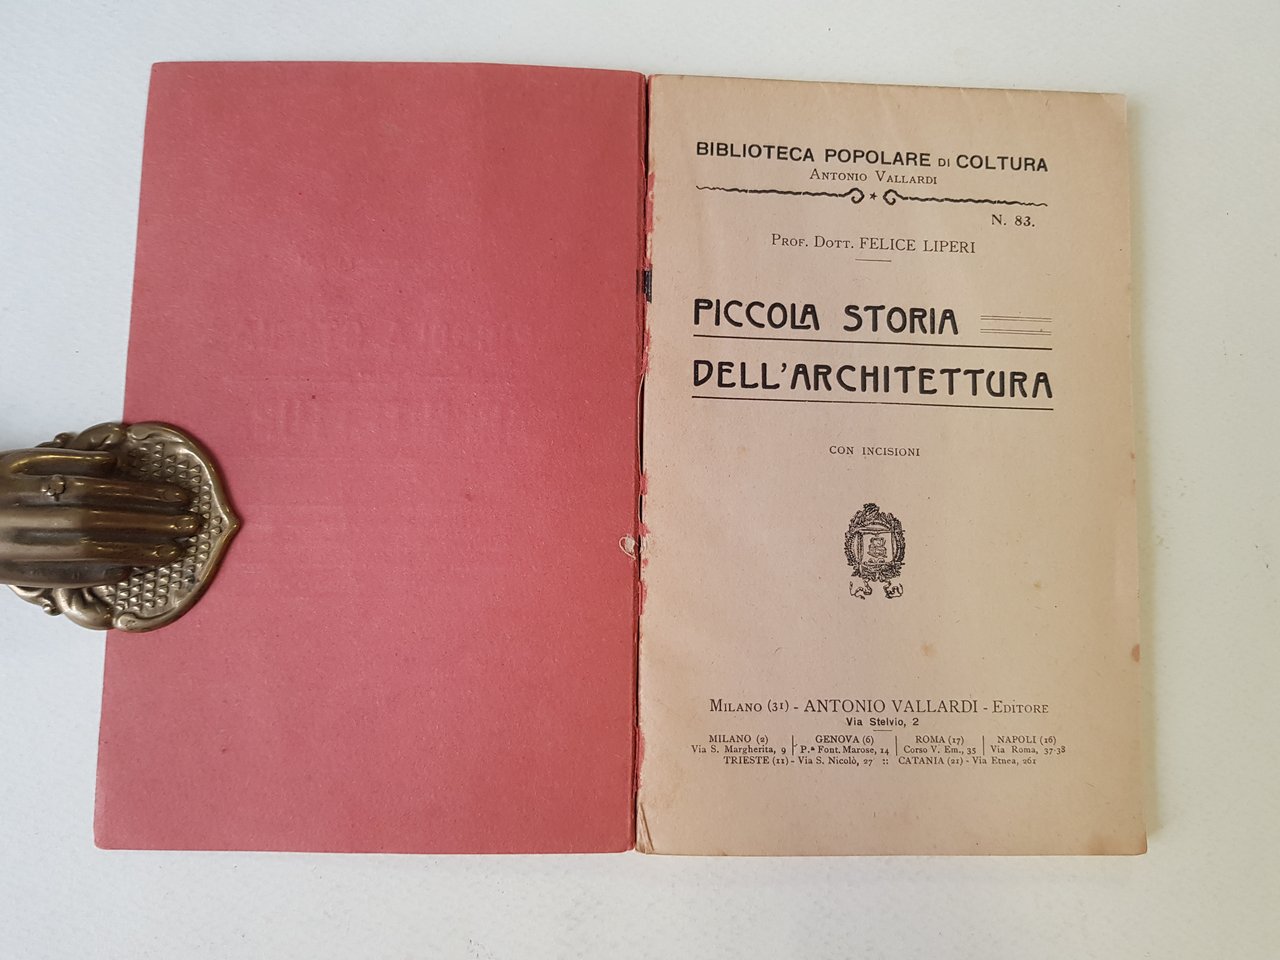 BIBLIOTECA POPOLARE DI COLTURA
ANTONIO VALLARDI
N. 83.
PROF. DOTT. FELICE LIPERI
PICCOLA STORIA
DELL'ARCHITETTURA
CON INCISIONI
MILANO (31) - ANTONIO VALLARDI - EDITORE
Via Stelvio, 2
MILANO (2) | GENOVA (6) | ROMA (17) | NAPOLI (16)
Via S. Margherita, 9 | P.a Font. Marose, 14 | Corso V. Em., 35 | Via Roma, 37-38
TRIESTE (11) - Via S. Nicolò, 27 :: CATANIA (21) - Via Etnea, 261